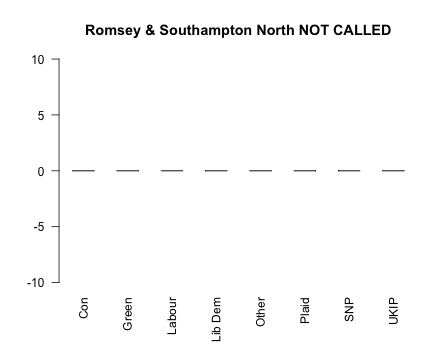 Romsey & Southampton North NOT CALLED
10
5
0
-5
-10
Con
Green
Labour
Lib Dem
Other
Plaid
SNP
UKIP